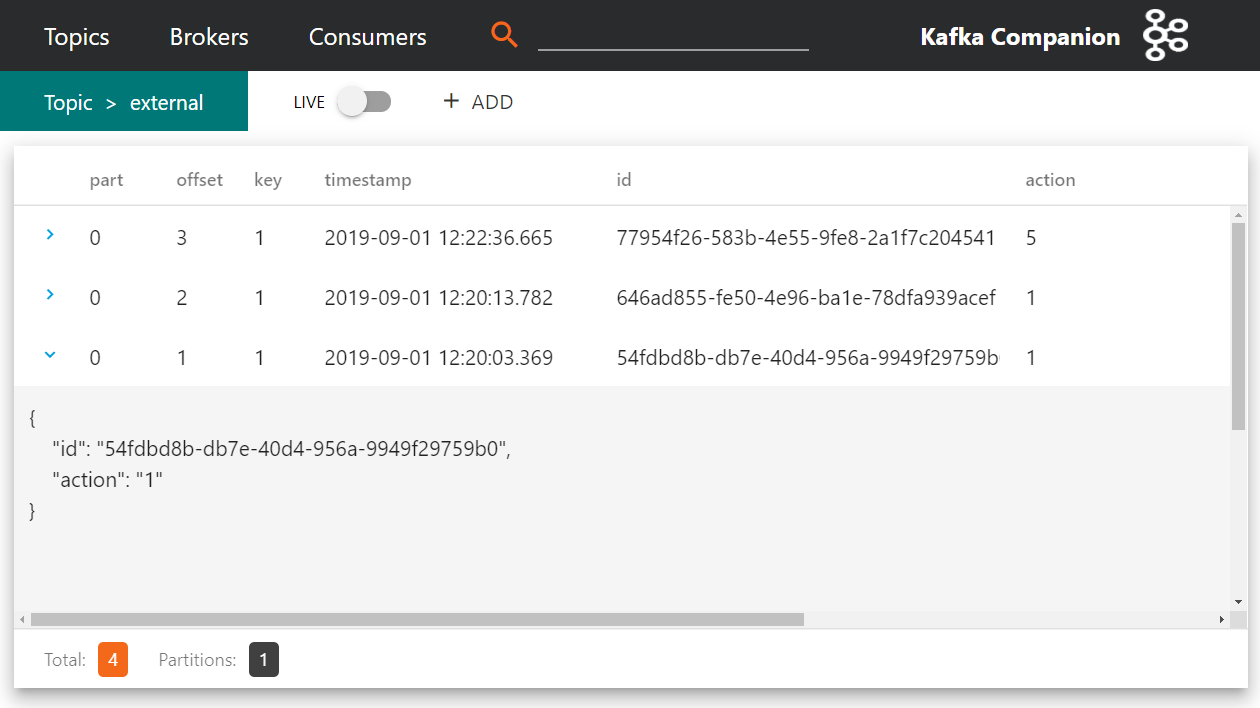 Topics Brokers Consumers Kafka Companion
Topic > external LIVE + ADD
part offset key timestamp id action
0 3 1 2019-09-01 12:22:36.665 77954f26-583b-4e55-9fe8-2a1f7c204541 5
0 2 1 2019-09-01 12:20:13.782 646ad855-fe50-4e96-ba1e-78dfa939acef 1
0 1 1 2019-09-01 12:20:03.369 54fdbd8b-db7e-40d4-956a-9949f29759b 1
{
"id": "54fdbd8b-db7e-40d4-956a-9949f29759b0",
"action": "1"
}
Total: 4 Partitions: 1